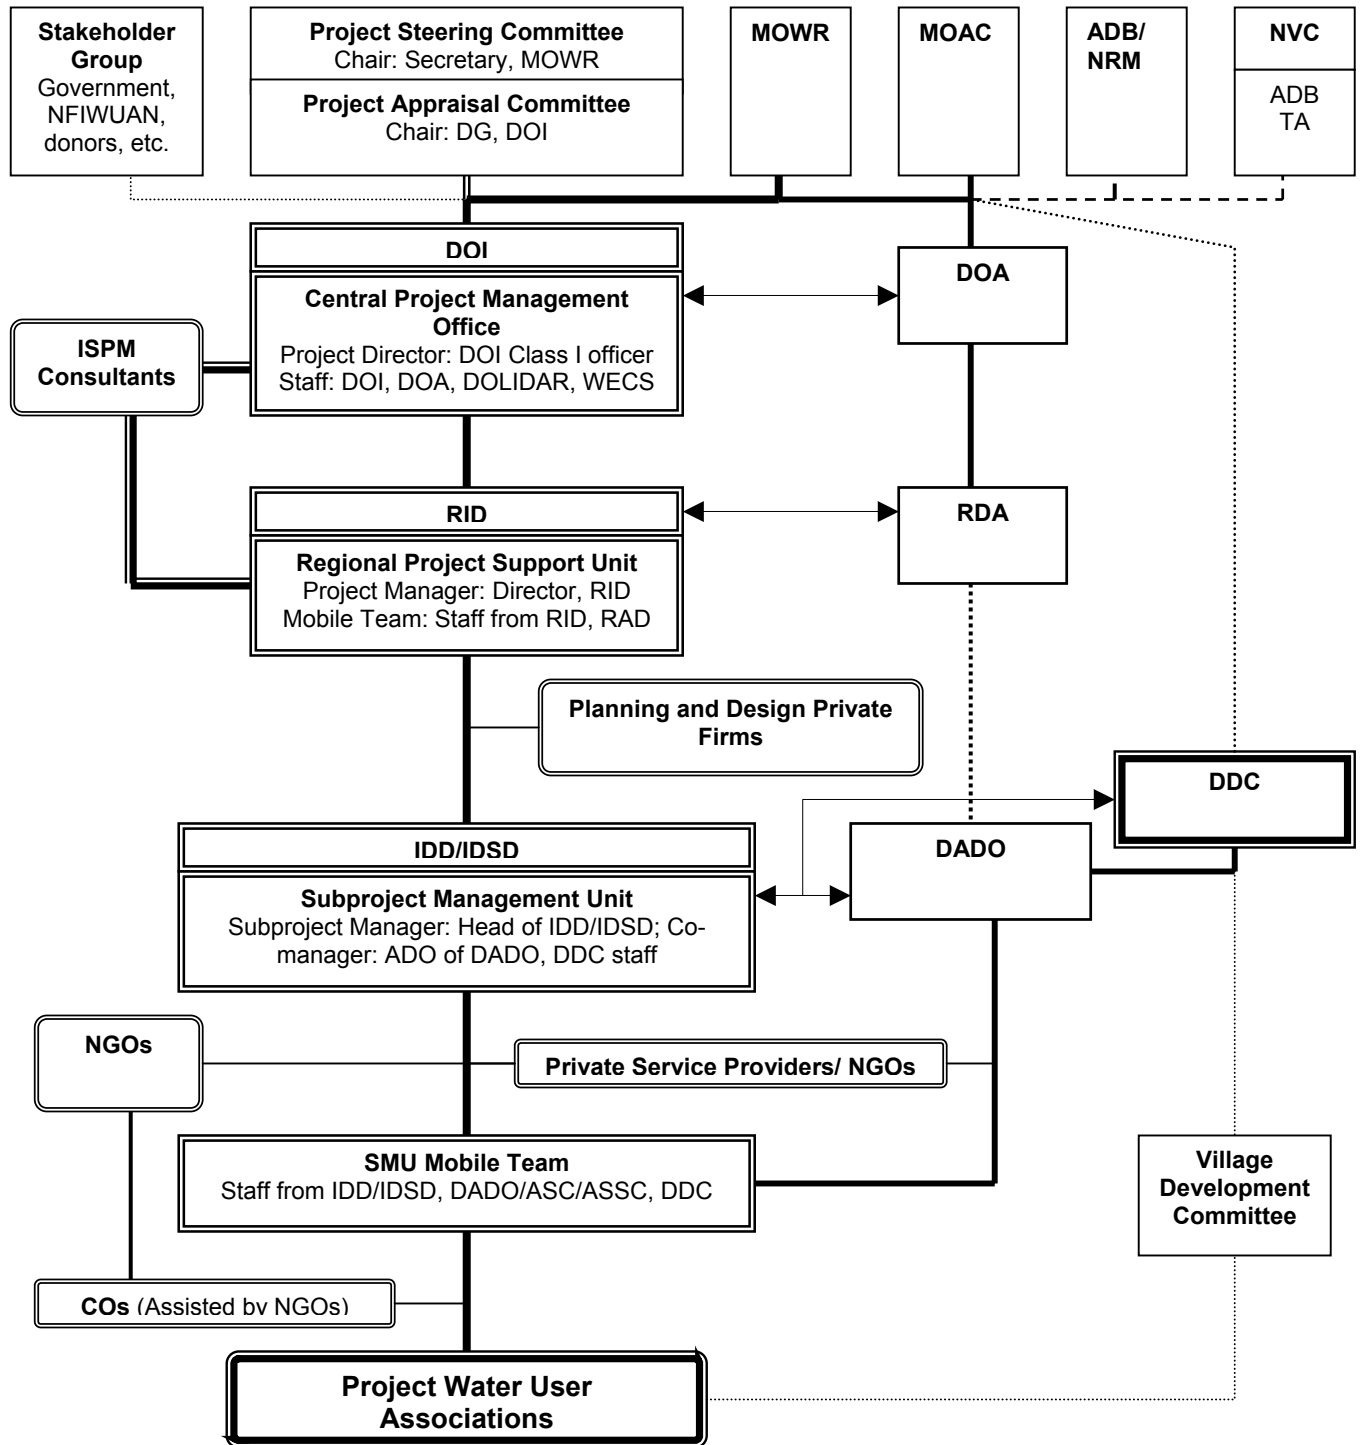 Stakeholder
Group
Government,
NFIWUAN,
donors, etc.
Project Steering Committee
Chair: Secretary, MOWR
Project Appraisal Committee
Chair: DG, DOI
MOWR
MOAC
ADB/
NRM
NVC
ADB
TA
DOI
Central Project Management
Office
Project Director: DOI Class I officer
Staff: DOI, DOA, DOLIDAR, WECS
DOA
ISPM
Consultants
RID
Regional Project Support Unit
Project Manager: Director, RID
Mobile Team: Staff from RID, RAD
RDA
Planning and Design Private
Firms
DDC
IDD/IDSD
Subproject Management Unit
Subproject Manager: Head of IDD/IDSD; Co-
manager: ADO of DADO, DDC staff
DADO
NGOs
Private Service Providers/ NGOs
SMU Mobile Team
Staff from IDD/IDSD, DADO/ASC/ASSC, DDC
Village
Development
Committee
COs (Assisted by NGOs)
Project Water User
Associations